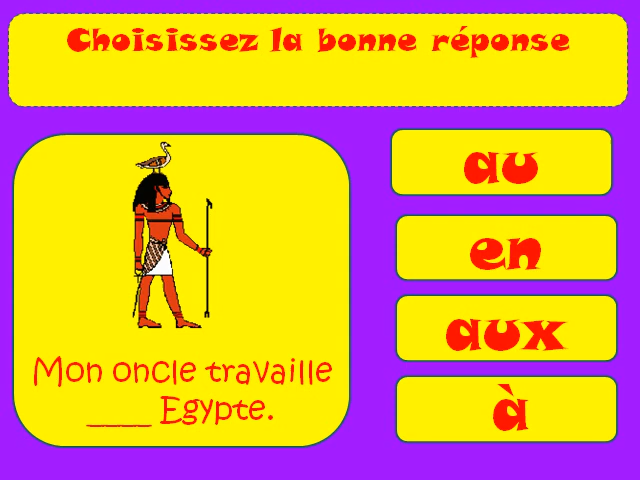 Choisissez la bonne réponse
Mon oncle travaille
____ Egypte.
au
en
aux
à